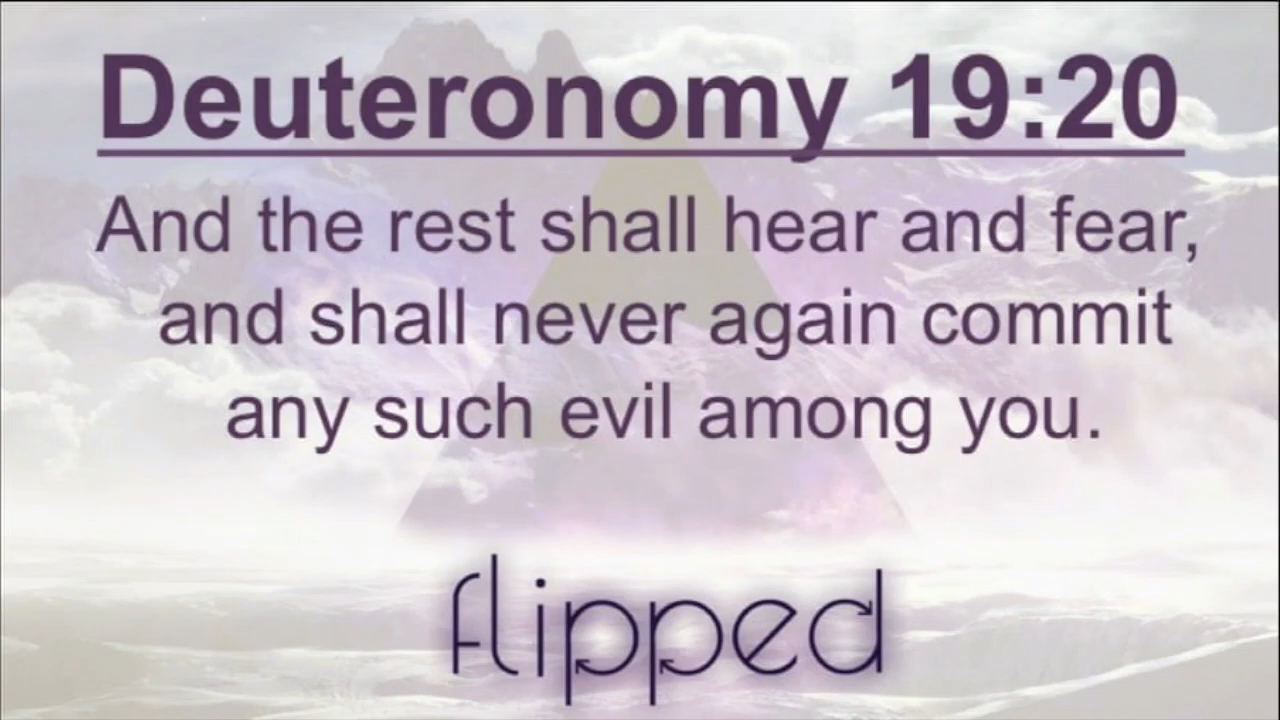 Deuteronomy 19:20
And the rest shall hear and fear,
and shall never again commit
any such evil among you.
flipped